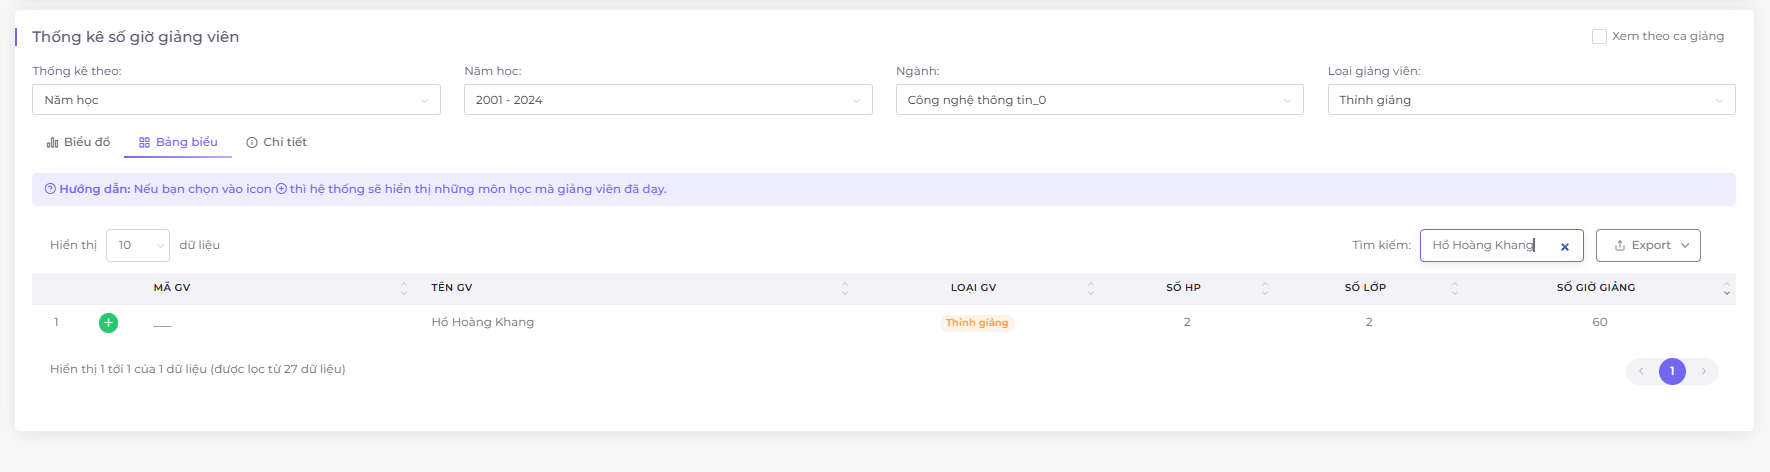 Thống kê số giờ giảng viên
Xem theo ca giảng
Thống kê theo: Năm học: Ngành: Loại giảng viên:
Năm học 2001 - 2024 Công nghệ thông tin_0 Thỉnh giảng
Biểu đồ Bảng biểu Chi tiết
Hướng dẫn: Nếu bạn chọn vào icon thì hệ thống sẽ hiển thị những môn học mà giảng viên đã dạy.
Hiển thị 10 dữ liệu Tìm kiếm: Hồ Hoàng Khang Export
MÃ GV TÊN GV LOẠI GV SỐ HP SỐ LỚP SỐ GIỜ GIẢNG
1 ___ Hồ Hoàng Khang Thỉnh giảng 2 2 60
Hiển thị 1 tới 1 của 1 dữ liệu (được lọc từ 27 dữ liệu) 1